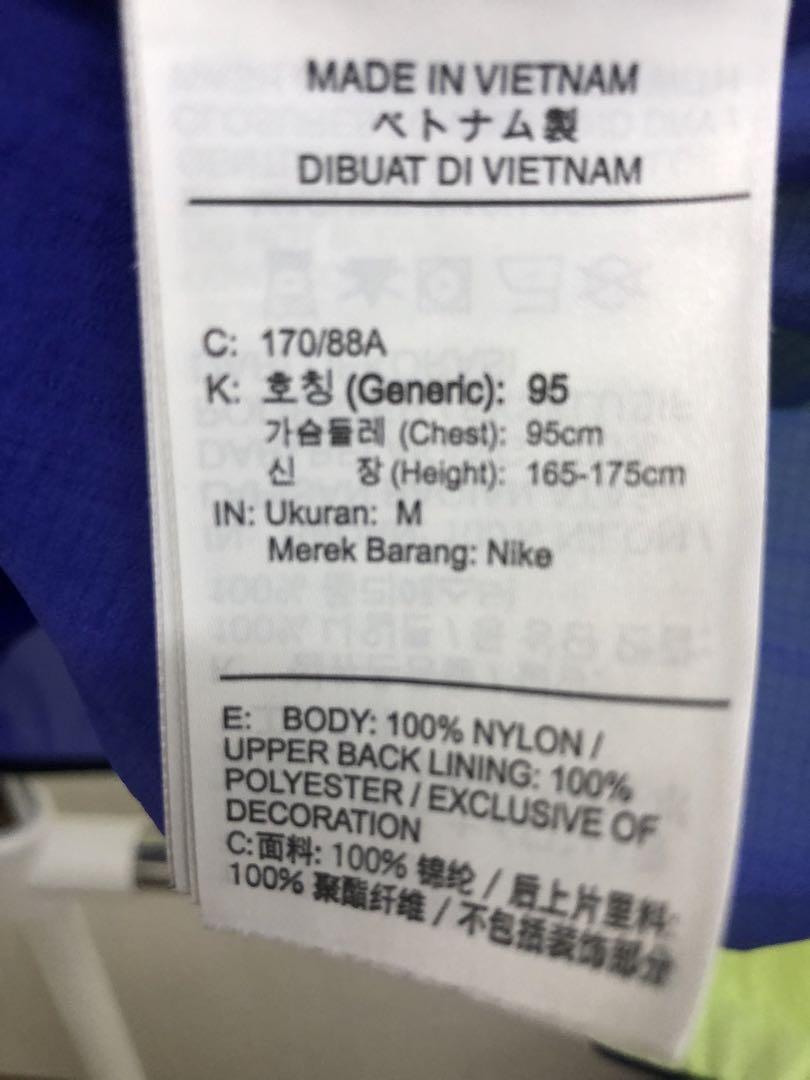 MADE IN VIETNAM
ベトナム製
DIBUAT DI VIETNAM
C: 170/88A
K: 호칭 (Generic): 95
가슴둘레 (Chest): 95cm
신 장 (Height): 165-175cm
IN: Ukuran: M
Merek Barang: Nike
E: BODY: 100% NYLON /
UPPER BACK LINING: 100%
POLYESTER / EXCLUSIVE OF
DECORATION
C:面料: 100% 锦纶 / 后上片里料:
100% 聚酯纤维 / 不包括装饰部分